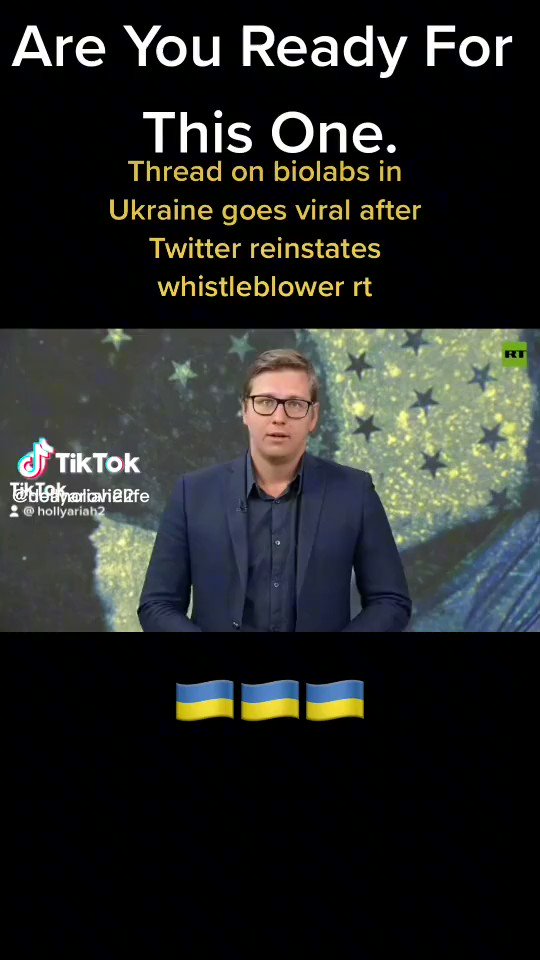 Are You Ready For
This One.
Thread on biolabs in
Ukraine goes viral after
Twitter reinstates
whistleblower rt
RT
TikTok
TikTok
@ hollyariah2